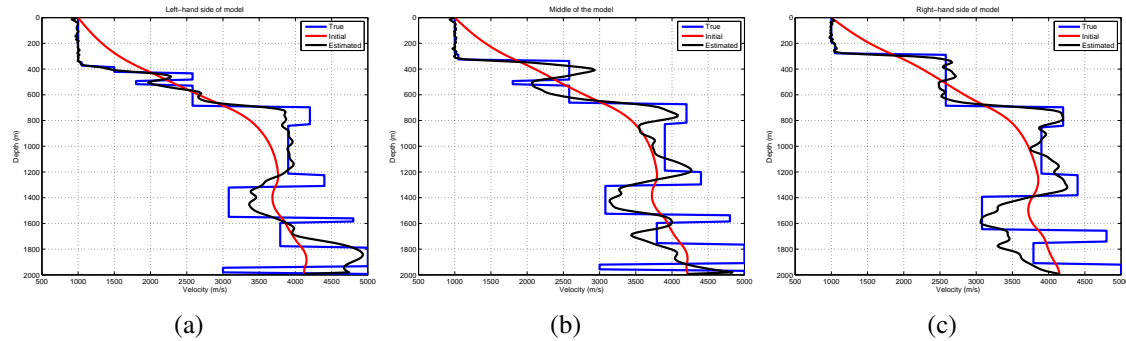 Left-hand side of model
True
Initial
Estimated
0
200
400
600
800
1000
1200
1400
1600
1800
2000
Depth (m)
500 1000 1500 2000 2500 3000 3500 4000 4500 5000
Velocity (m/s)
(a)
Middle of the model
True
Initial
Estimated
0
200
400
600
800
1000
1200
1400
1600
1800
2000
Depth (m)
500 1000 1500 2000 2500 3000 3500 4000 4500 5000
Velocity (m/s)
(b)
Right-hand side of model
True
Initial
Estimated
0
200
400
600
800
1000
1200
1400
1600
1800
2000
Depth (m)
500 1000 1500 2000 2500 3000 3500 4000 4500 5000
Velocity (m/s)
(c)